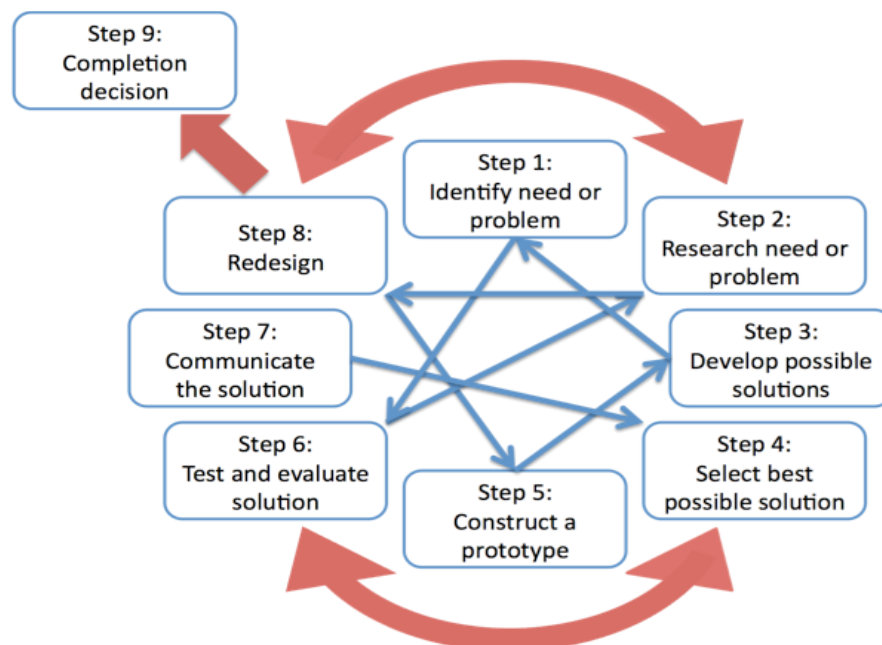 Step 9:
Completion
decision
Step 1:
Identify need or
problem
Step 2:
Research need or
problem
Step 3:
Develop possible
solutions
Step 4:
Select best
possible solution
Step 5:
Construct a
prototype
Step 6:
Test and evaluate
solution
Step 7:
Communicate
the solution
Step 8:
Redesign